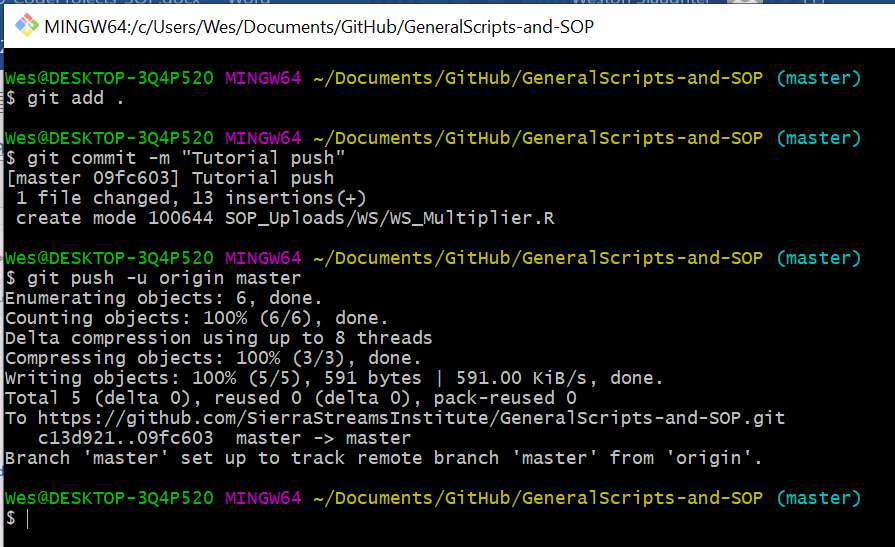 MINGW64:/c/Users/Wes/Documents/GitHub/GeneralScripts-and-SOP
Wes@DESKTOP-3Q4P520 MINGW64 ~/Documents/GitHub/GeneralScripts-and-SOP (master)
$ git add .
Wes@DESKTOP-3Q4P520 MINGW64 ~/Documents/GitHub/GeneralScripts-and-SOP (master)
$ git commit -m "Tutorial push"
[master 09fc603] Tutorial push
1 file changed, 13 insertions(+)
create mode 100644 SOP_Uploads/WS/WS_Multiplier.R
Wes@DESKTOP-3Q4P520 MINGW64 ~/Documents/GitHub/GeneralScripts-and-SOP (master)
$ git push -u origin master
Enumerating objects: 6, done.
Counting objects: 100% (6/6), done.
Delta compression using up to 8 threads
Compressing objects: 100% (3/3), done.
Writing objects: 100% (5/5), 591 bytes | 591.00 KiB/s, done.
Total 5 (delta 0), reused 0 (delta 0), pack-reused 0
To https://github.com/SierraStreamsInstitute/GeneralScripts-and-SOP.git
c13d921..09fc603  master -> master
Branch 'master' set up to track remote branch 'master' from 'origin'.
Wes@DESKTOP-3Q4P520 MINGW64 ~/Documents/GitHub/GeneralScripts-and-SOP (master)
$